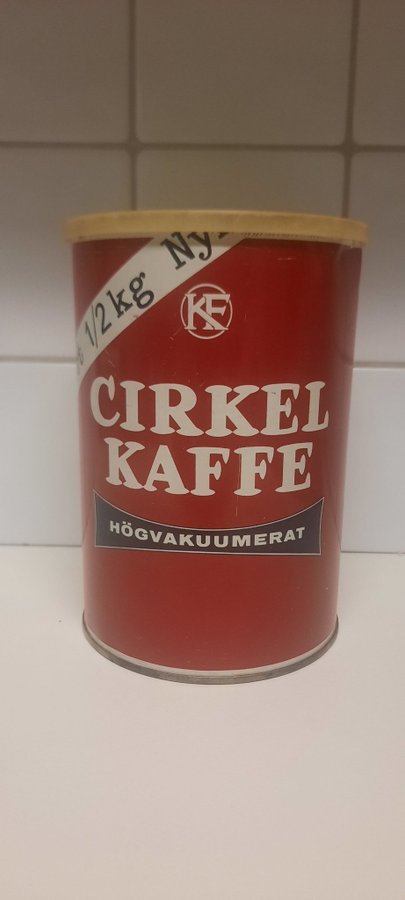 1/2 kg Ny
KF
CIRKEL
KAFFE
HÖGVAKUUMERAT